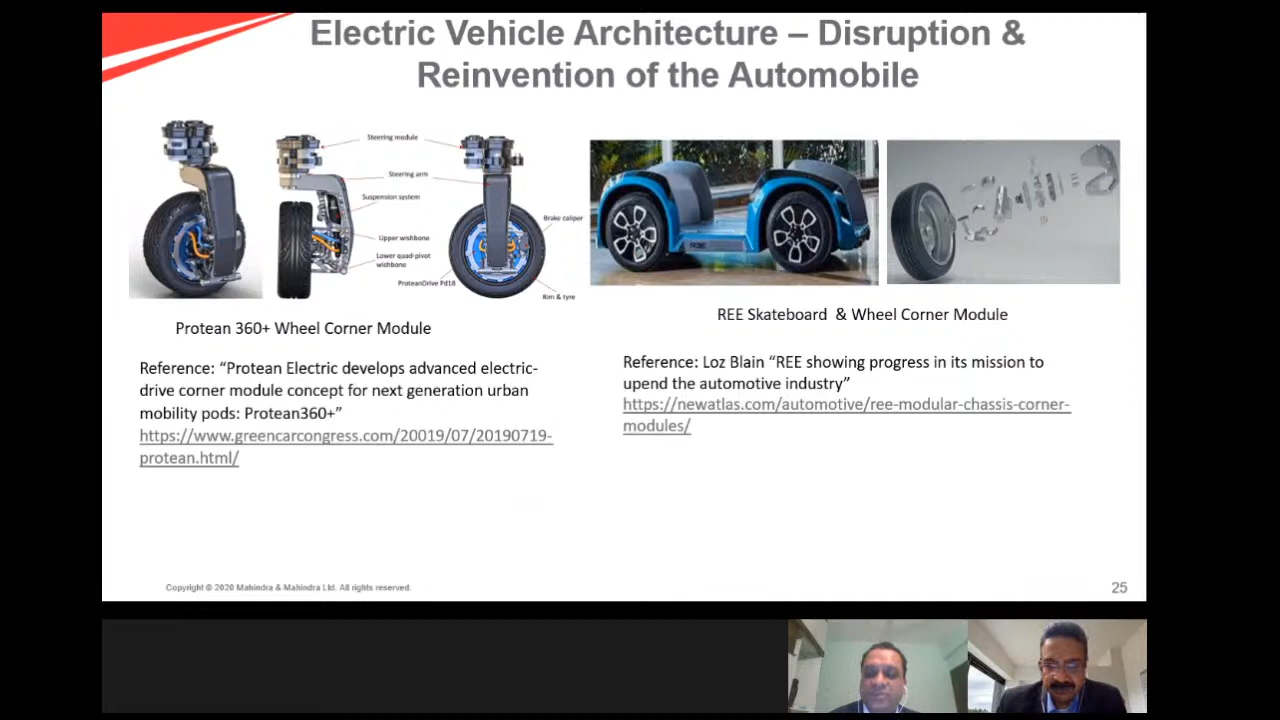 Electric Vehicle Architecture – Disruption &
Reinvention of the Automobile
Steering module
Steering arm
Suspension system
Brake caliper
Upper wishbone
Lower quad-pivot
wishbone
ProteanDrive Pd18
Rim & tyre
Protean 360+ Wheel Corner Module
Reference: “Protean Electric develops advanced electric-
drive corner module concept for next generation urban
mobility pods: Protean360+”
https://www.greencarcongress.com/20019/07/20190719-
protean.html/
REE
REE Skateboard & Wheel Corner Module
Reference: Loz Blain “REE showing progress in its mission to
upend the automotive industry”
https://newatlas.com/automotive/ree-modular-chassis-corner-
modules/
Copyright © 2020 Mahindra & Mahindra Ltd. All rights reserved.
25